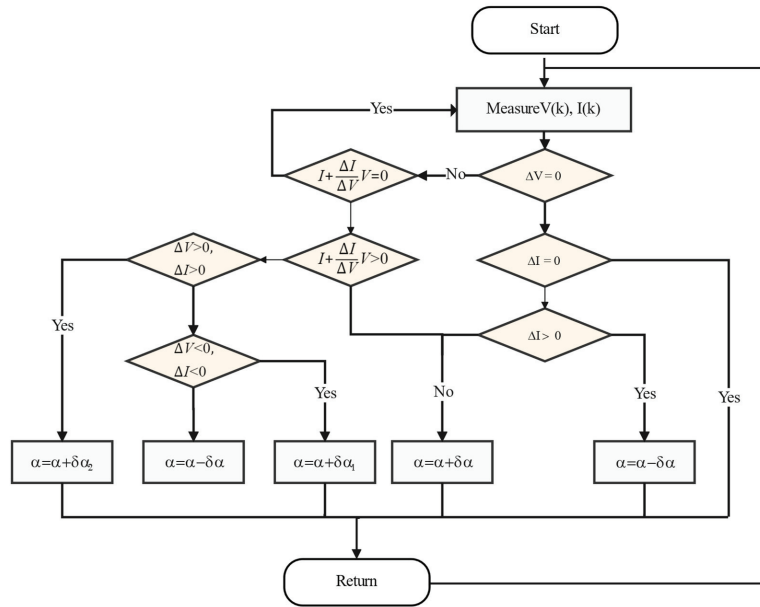 Start
MeasureV(k), I(k)
Yes
I+ΔI/ΔV V=0
No
ΔV = 0
ΔV>0,
ΔI>0
I+ΔI/ΔV V>0
ΔI = 0
Yes
ΔV<0,
ΔI<0
ΔI> 0
Yes
No
Yes
Yes
α=α+δα₂
α=α−δα
α=α+δα₁
α=α+δα
α=α−δα
Return